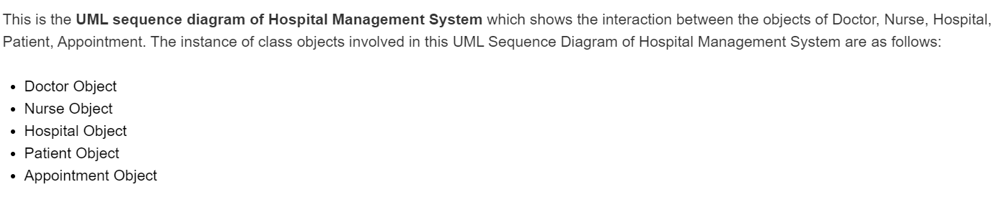 This is the UML sequence diagram of Hospital Management System which shows the interaction between the objects of Doctor, Nurse, Hospital,
Patient, Appointment. The instance of class objects involved in this UML Sequence Diagram of Hospital Management System are as follows:
• Doctor Object
• Nurse Object
• Hospital Object
• Patient Object
• Appointment Object